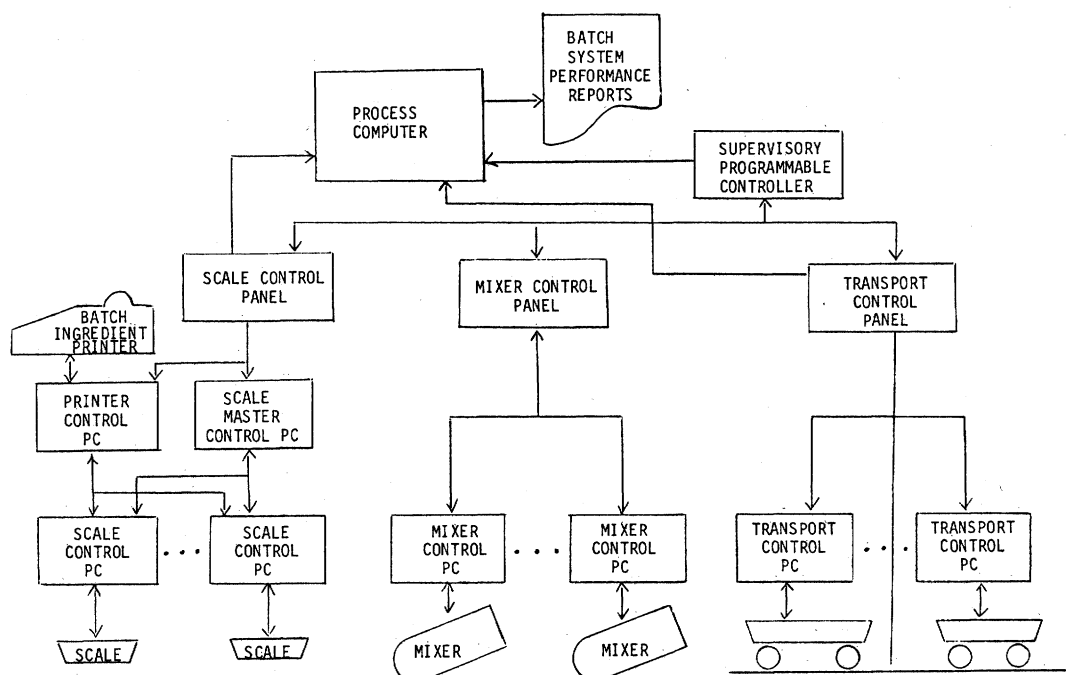 BATCH
SYSTEM
PERFORMANCE
REPORTS
PROCESS
COMPUTER
SUPERVISORY
PROGRAMMABLE
CONTROLLER
SCALE CONTROL
PANEL
MIXER CONTROL
PANEL
TRANSPORT
CONTROL
PANEL
BATCH
INGREDIENT
PRINTER
PRINTER
CONTROL
PC
SCALE
MASTER
CONTROL PC
SCALE
CONTROL
PC
SCALE
CONTROL
PC
MIXER
CONTROL
PC
MIXER
CONTROL
PC
TRANSPORT
CONTROL
PC
TRANSPORT
CONTROL
PC
SCALE
SCALE
MIXER
MIXER